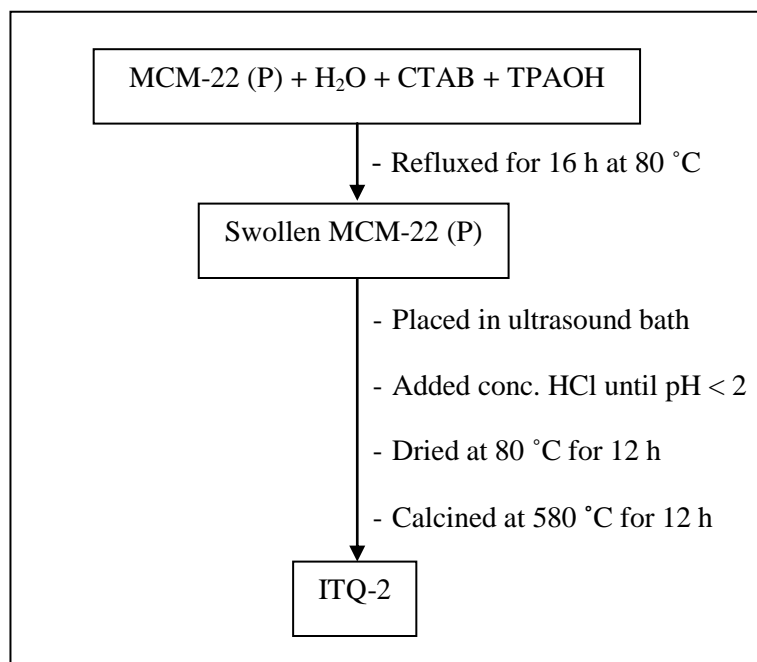 MCM-22 (P) + H₂O + CTAB + TPAOH
- Refluxed for 16 h at 80 ˚C
Swollen MCM-22 (P)
- Placed in ultrasound bath
- Added conc. HCl until pH < 2
- Dried at 80 ˚C for 12 h
- Calcined at 580 ˚C for 12 h
ITQ-2